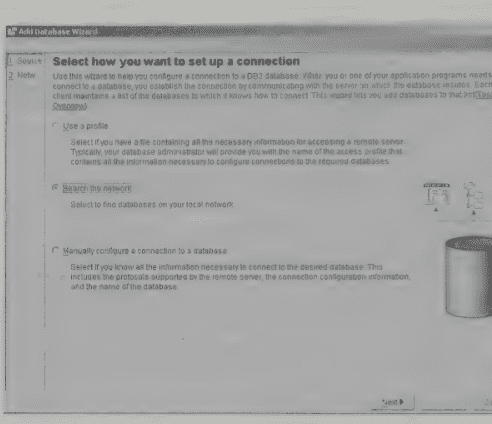 Add Database Wizard
1. Source
2. Netw
Select how you want to set up a connection
Use this wizard to help you configure a connection to a DB2 database. When you or one of your application programs needs
connect to a database, you establish the connection by communicating with the server on which the database resides. Each
client maintains a list of the databases to which it knows how to connect. This wizard lets you add databases to that list
Overview).
Use a profile
Select if you have a file containing all the necessary information for accessing a remote server.
Typically, your database administrator will provide you with the name of the access profile that
contains all the information necessary to configure connections to the required databases.
Search the network
Select to find databases on your local network.
Manually configure a connection to a database
Select if you know all the information necessary to connect to the desired database. This
includes the protocols supported by the remote server, the connection configuration information,
and the name of the database.
Next